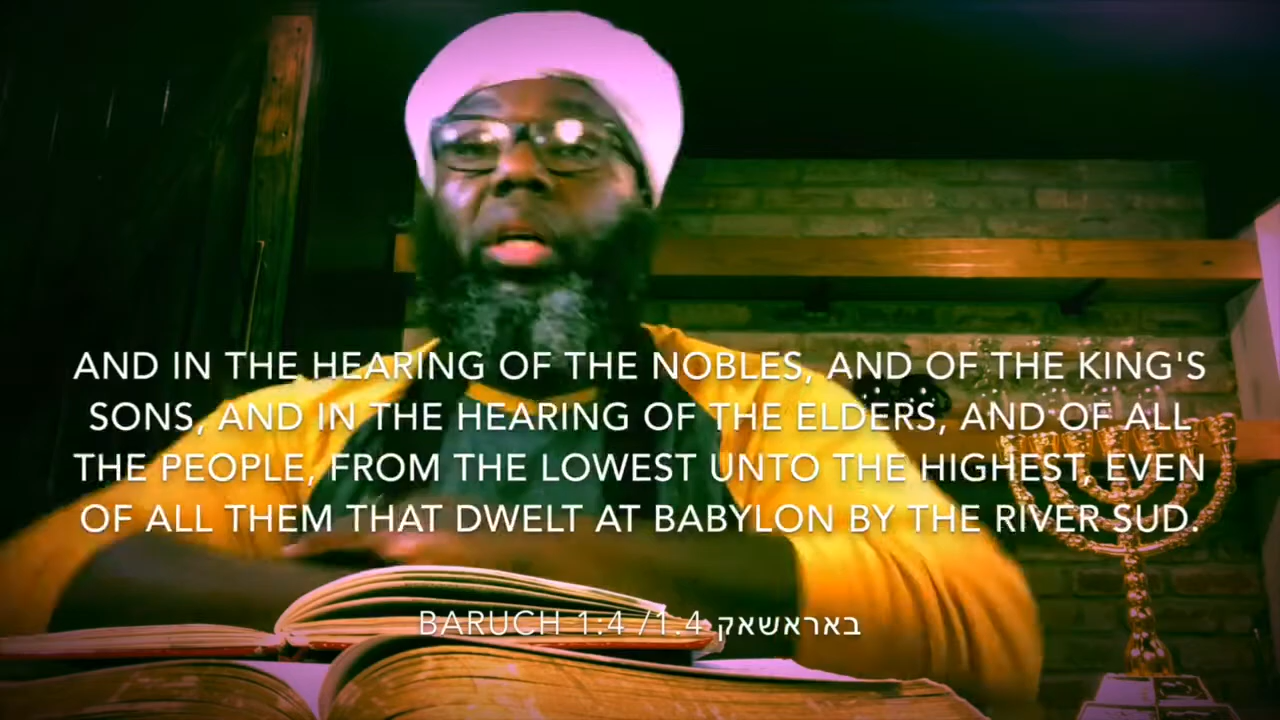 AND IN THE HEARING OF THE NOBLES, AND OF THE KING'S
SONS, AND IN THE HEARING OF THE ELDERS, AND OF ALL
THE PEOPLE, FROM THE LOWEST UNTO THE HIGHEST, EVEN
OF ALL THEM THAT DWELT AT BABYLON BY THE RIVER SUD.
BARUCH 1:4 /1:4 באראשאק